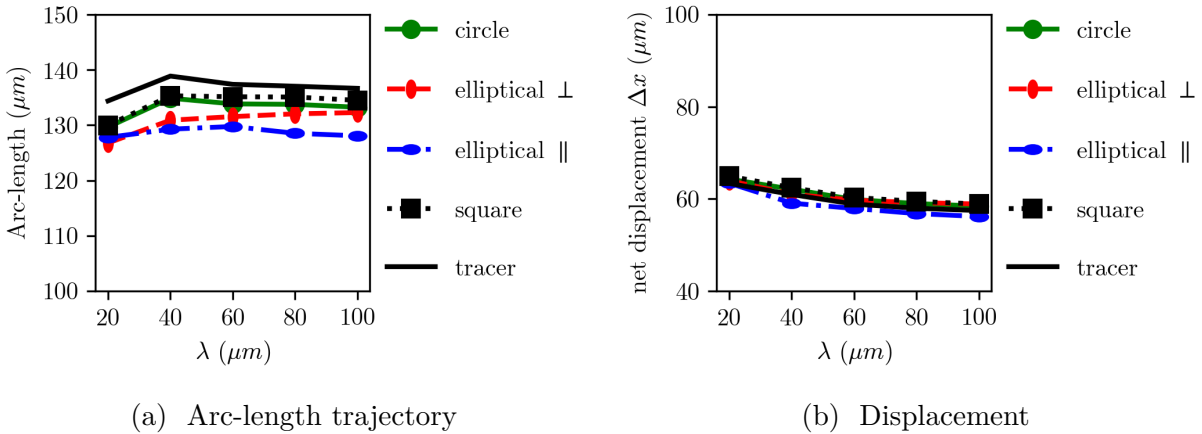 150
140
130
120
110
100
Arc-length (μm)
20 40 60 80 100
λ (μm)
circle
elliptical ⊥
elliptical ∥
square
tracer
(a) Arc-length trajectory
100
80
60
40
net displacement Δx (μm)
20 40 60 80 100
λ (μm)
circle
elliptical ⊥
elliptical ∥
square
tracer
(b) Displacement